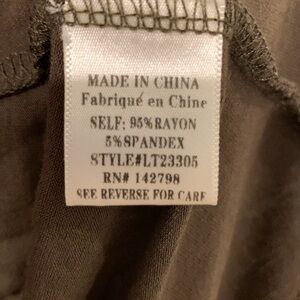 MADE IN CHINA
Fabriqué en Chine
SELF: 95%RAYON
5%SPANDEX
STYLE#LT23305
RN# 142798
SEE REVERSE FOR CARE